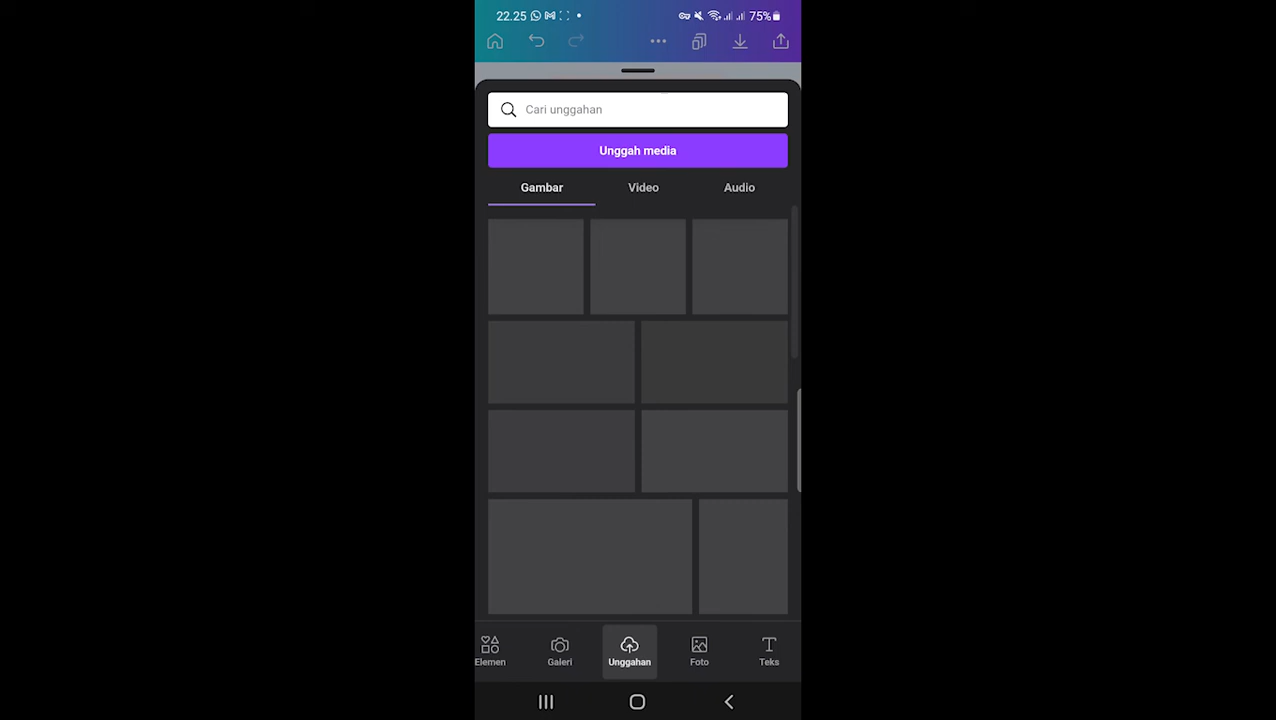 22.25
75%
Cari unggahan
Unggah media
Gambar Video Audio
Elemen Galeri Unggahan Foto Teks